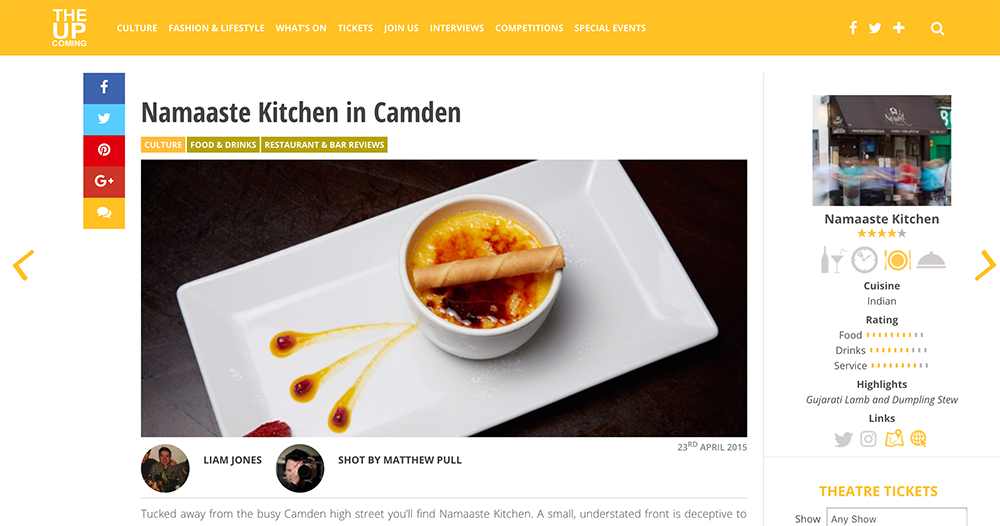 THE
UP
COMING
CULTURE FASHION & LIFESTYLE WHAT'S ON TICKETS JOIN US INTERVIEWS COMPETITIONS SPECIAL EVENTS
Namaaste Kitchen in Camden
CULTURE FOOD & DRINKS RESTAURANT & BAR REVIEWS
G+
23RD APRIL 2015
LIAM JONES SHOT BY MATTHEW PULL
Tucked away from the busy Camden high street you'll find Namaaste Kitchen. A small, understated front is deceptive to
Namaaste Kitchen
Cuisine
Indian
Rating
Food
Drinks
Service
Highlights
Gujarati Lamb and Dumpling Stew
Links
THEATRE TICKETS
Show Any Show